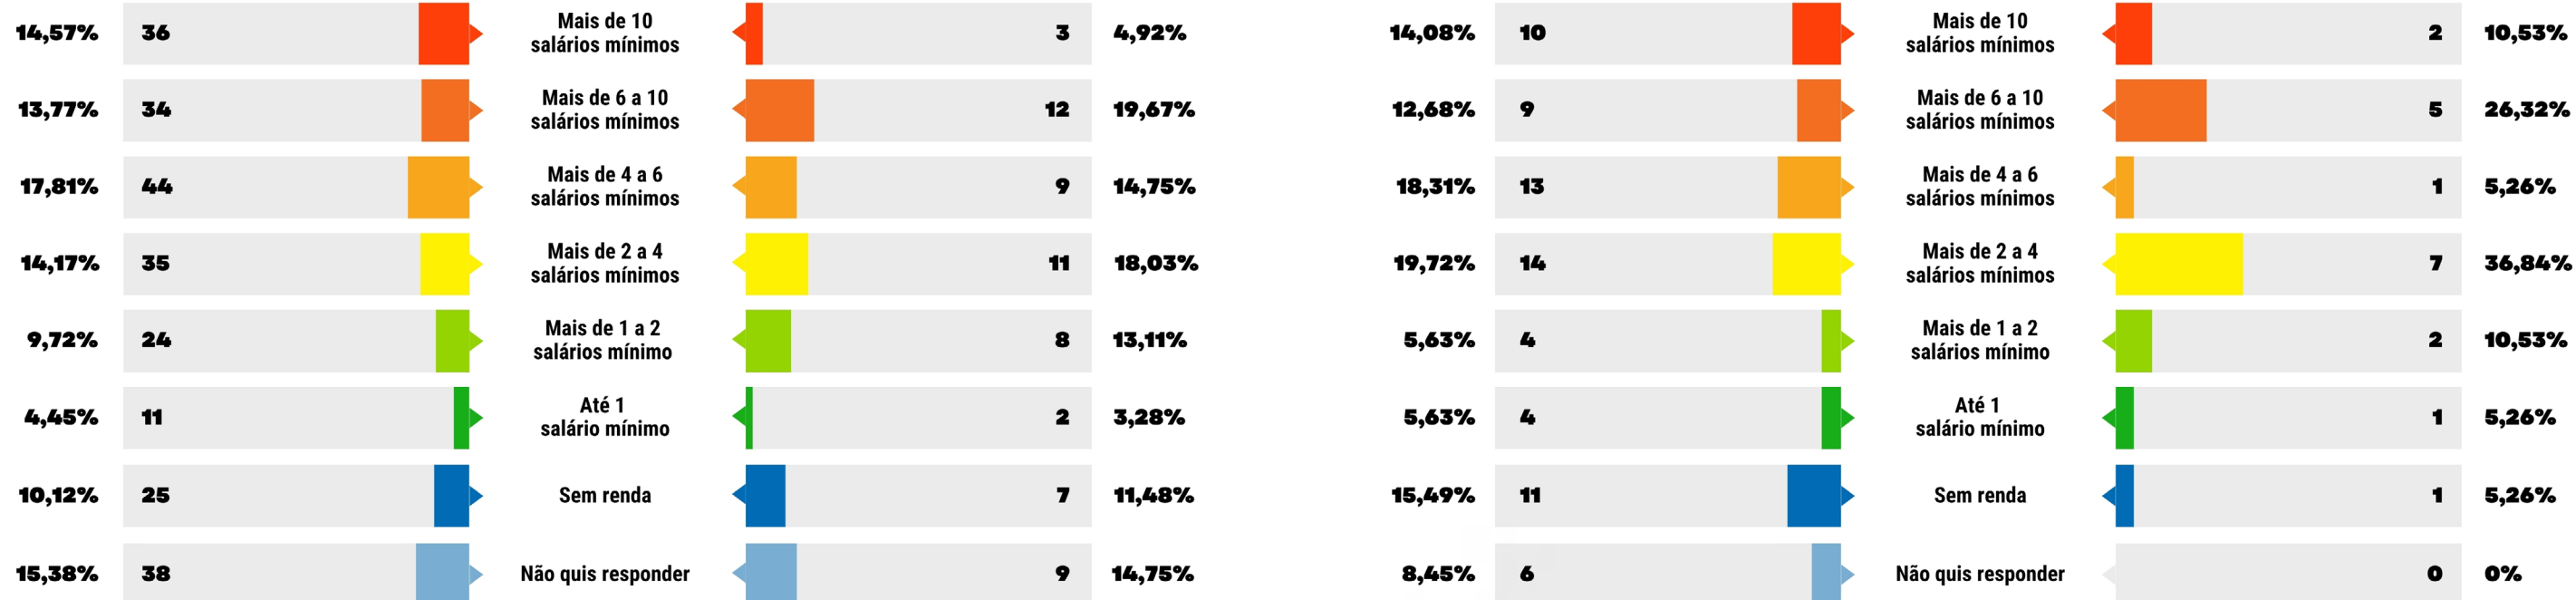 14,57% 36 Mais de 10 salários mínimos 3 4,92% 14,08% 10 Mais de 10 salários mínimos 2 10,53%
13,77% 34 Mais de 6 a 10 salários mínimos 12 19,67% 12,68% 9 Mais de 6 a 10 salários mínimos 5 26,32%
17,81% 44 Mais de 4 a 6 salários mínimos 9 14,75% 18,31% 13 Mais de 4 a 6 salários mínimos 1 5,26%
14,17% 35 Mais de 2 a 4 salários mínimos 11 18,03% 19,72% 14 Mais de 2 a 4 salários mínimos 7 36,84%
9,72% 24 Mais de 1 a 2 salários mínimo 8 13,11% 5,63% 4 Mais de 1 a 2 salários mínimo 2 10,53%
4,45% 11 Até 1 salário mínimo 2 3,28% 5,63% 4 Até 1 salário mínimo 1 5,26%
10,12% 25 Sem renda 7 11,48% 15,49% 11 Sem renda 1 5,26%
15,38% 38 Não quis responder 9 14,75% 8,45% 6 Não quis responder 0 0%